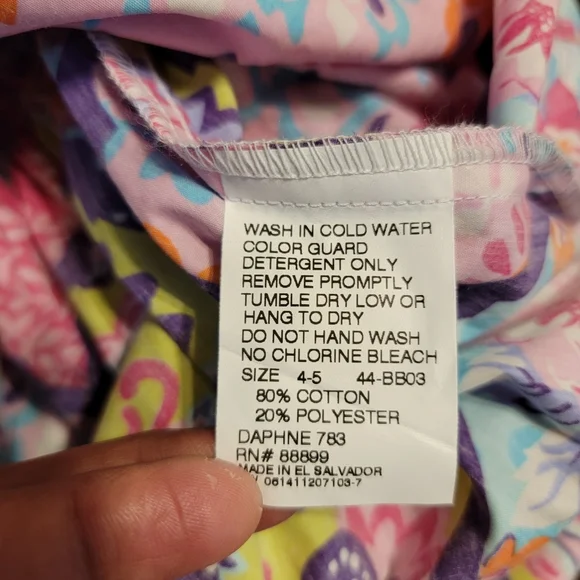 WASH IN COLD WATER
COLOR GUARD
DETERGENT ONLY
REMOVE PROMPTLY
TUMBLE DRY LOW OR
HANG TO DRY
DO NOT HAND WASH
NO CHLORINE BLEACH
SIZE 4-5 44-BB03
80% COTTON
20% POLYESTER
DAPHNE 783
RN# 88899
MADE IN EL SALVADOR
061411207103-7